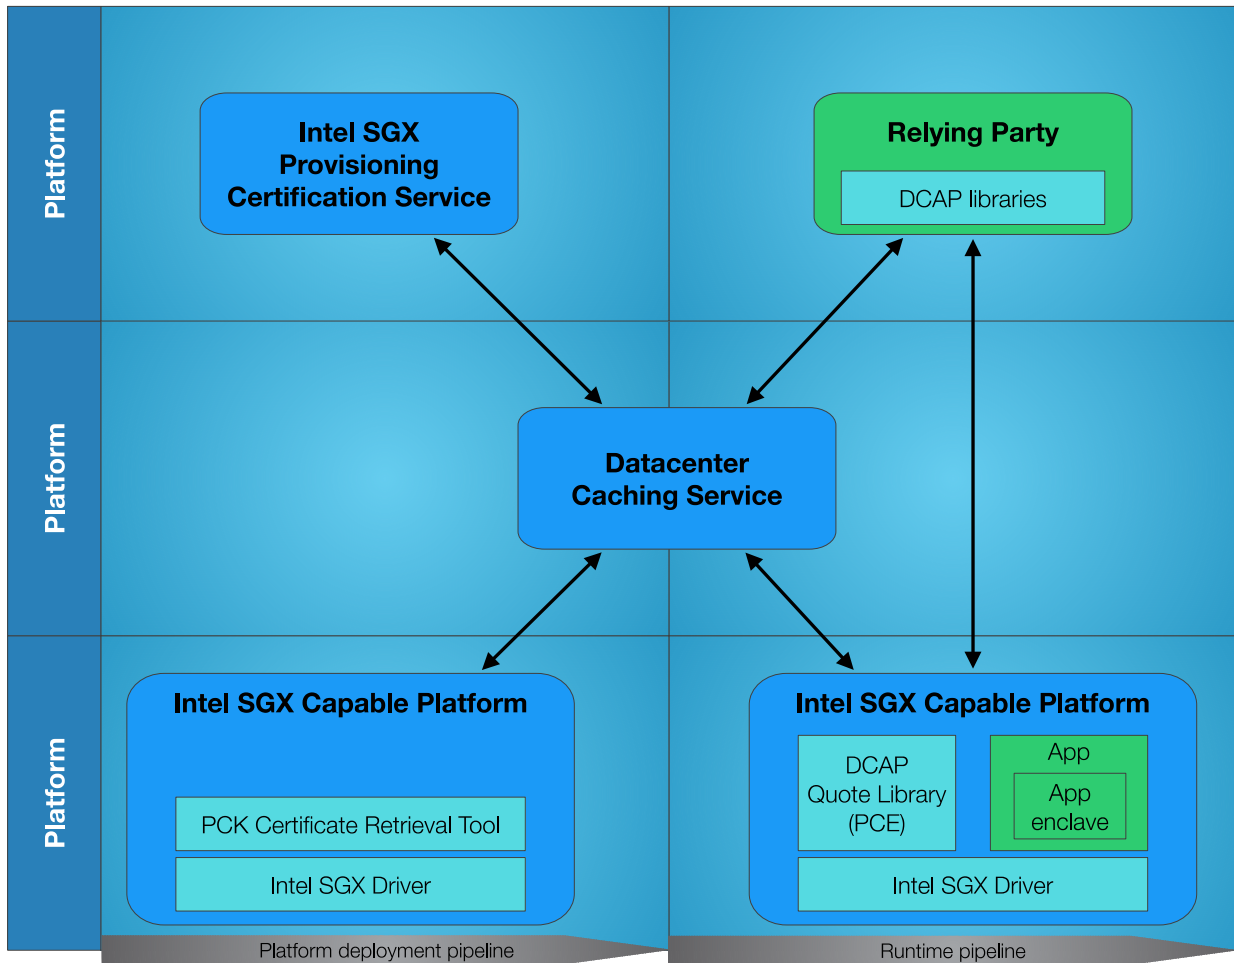 Platform
Intel SGX
Provisioning
Certification Service
Relying Party
DCAP libraries
Platform
Datacenter
Caching Service
Platform
Intel SGX Capable Platform
PCK Certificate Retrieval Tool
Intel SGX Driver
Intel SGX Capable Platform
DCAP
Quote Library
(PCE)
App
App
enclave
Intel SGX Driver
Platform deployment pipeline
Runtime pipeline